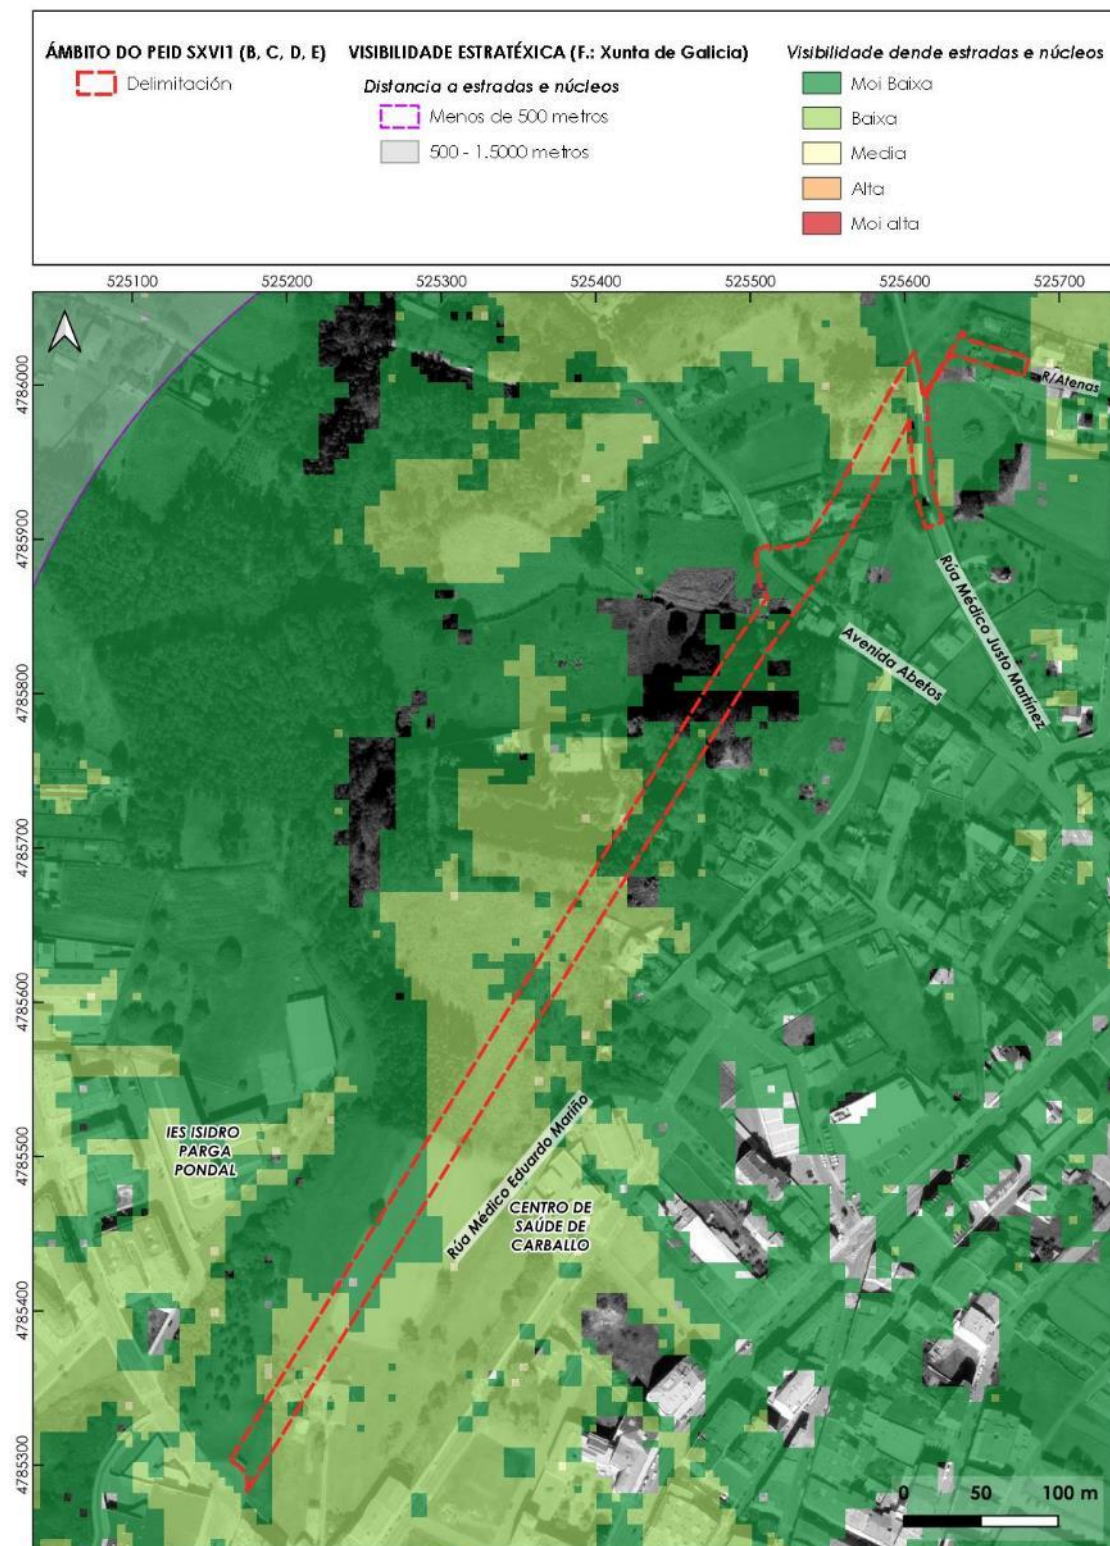 ÁMBITO DO PEID SXVI1 (B, C, D, E)
Delimitación
VISIBILIDADE ESTRATÉXICA (F.: Xunta de Galicia)
Distancia a estradas e núcleos
Menos de 500 metros
500 - 1.5000 metros
Visibilidade dende estradas e núcleos
Moi Baixa
Baixa
Media
Alta
Moi alta
525100 525200 525300 525400 525500 525600 525700
4786000
R/Atenas
4785900
Rúa Médico Justo Martínez
Avenida Abetos
4785800
4785700
4785600
4785500
IES ISIDRO
PARGA
PONDAL
Rúa Médico Eduardo Mariño
CENTRO DE
SAÚDE DE
CARBALLO
4785400
4785300
0 50 100 m